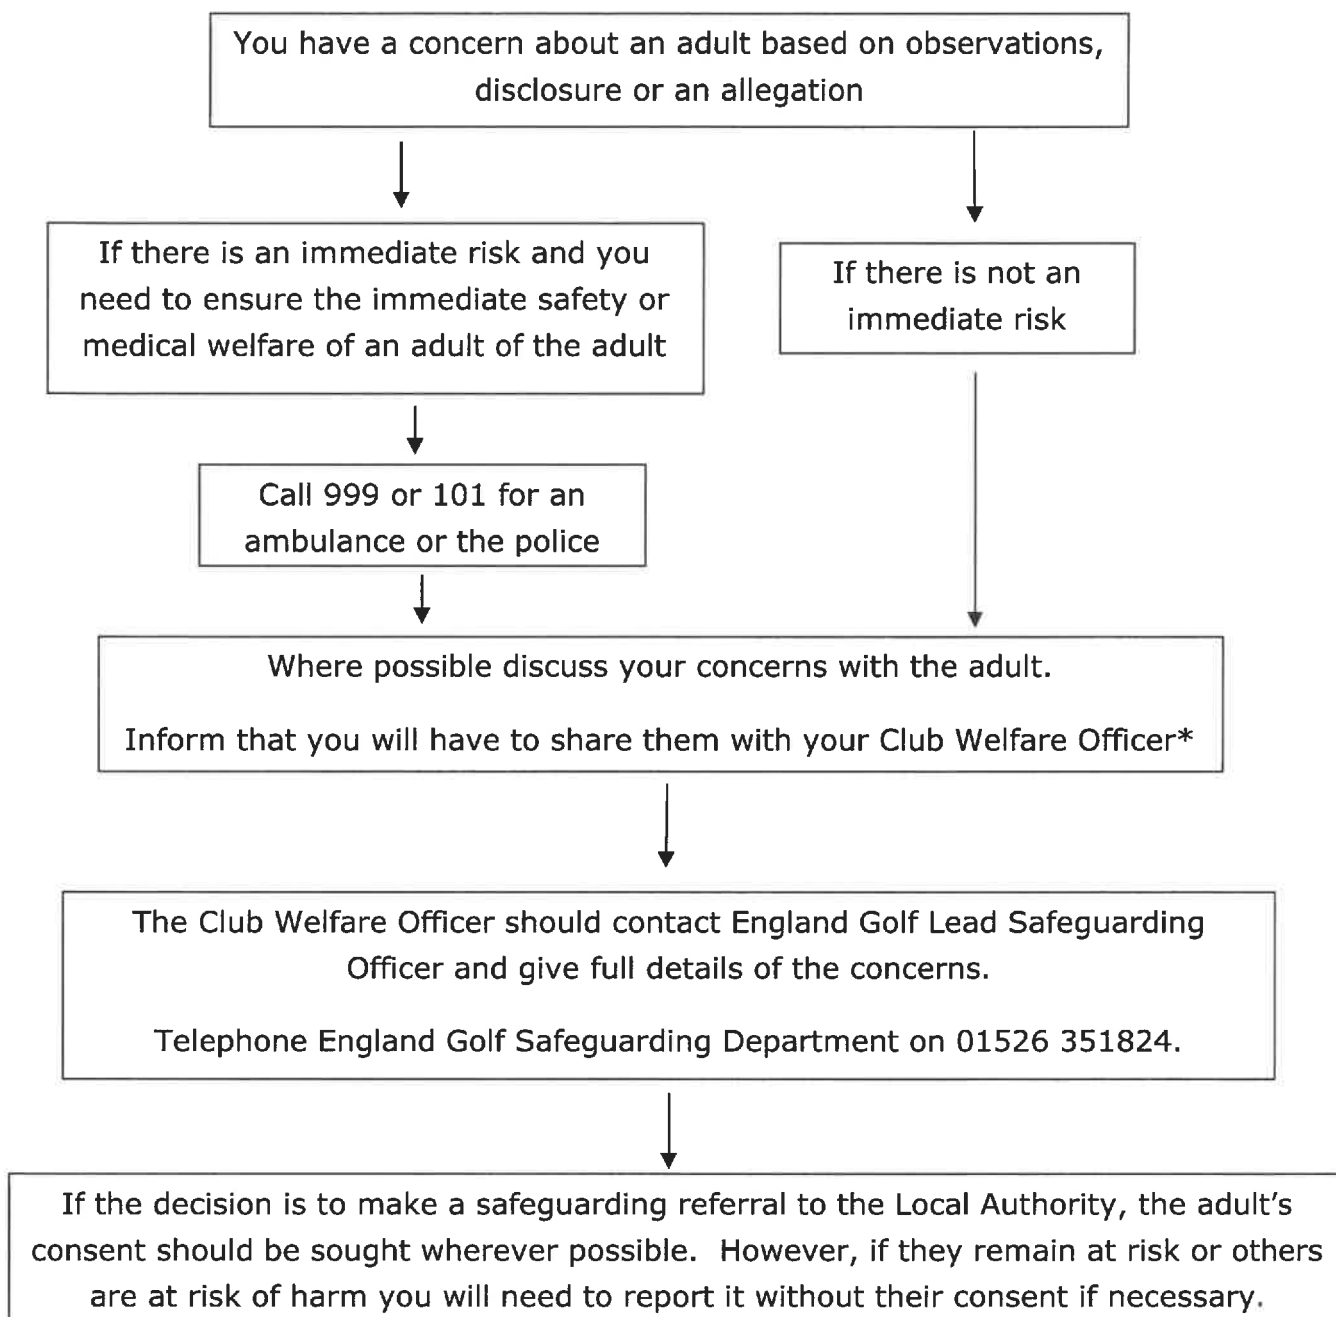 You have a concern about an adult based on observations,
disclosure or an allegation
If there is an immediate risk and you
need to ensure the immediate safety or
medical welfare of an adult of the adult
If there is not an
immediate risk
Call 999 or 101 for an
ambulance or the police
Where possible discuss your concerns with the adult.
Inform that you will have to share them with your Club Welfare Officer*
The Club Welfare Officer should contact England Golf Lead Safeguarding
Officer and give full details of the concerns.
Telephone England Golf Safeguarding Department on 01526 351824.
If the decision is to make a safeguarding referral to the Local Authority, the adult’s
consent should be sought wherever possible.  However, if they remain at risk or others
are at risk of harm you will need to report it without their consent if necessary.